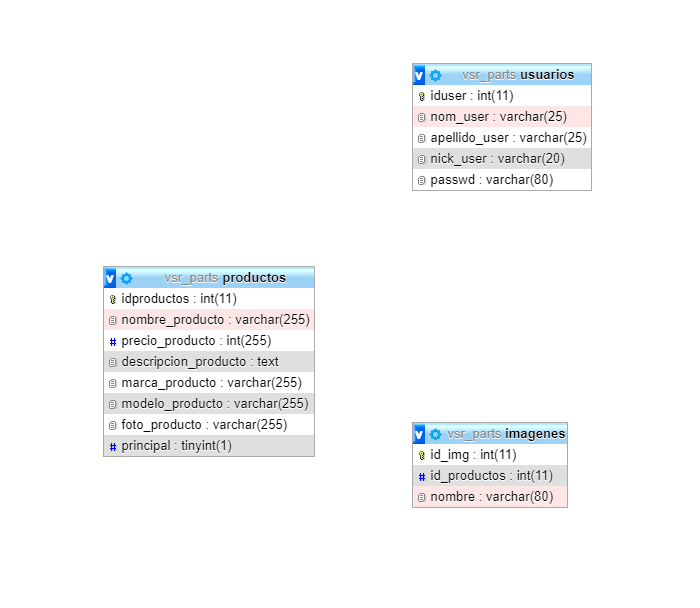 vsr_parts usuarios
iduser : int(11)
nom_user : varchar(25)
apellido_user : varchar(25)
nick_user : varchar(20)
passwd : varchar(80)
vsr_parts productos
idproductos : int(11)
nombre_producto : varchar(255)
# precio_producto : int(255)
descripcion_producto : text
marca_producto : varchar(255)
modelo_producto : varchar(255)
foto_producto : varchar(255)
# principal : tinyint(1)
vsr_parts imagenes
id_img : int(11)
# id_productos : int(11)
nombre : varchar(80)